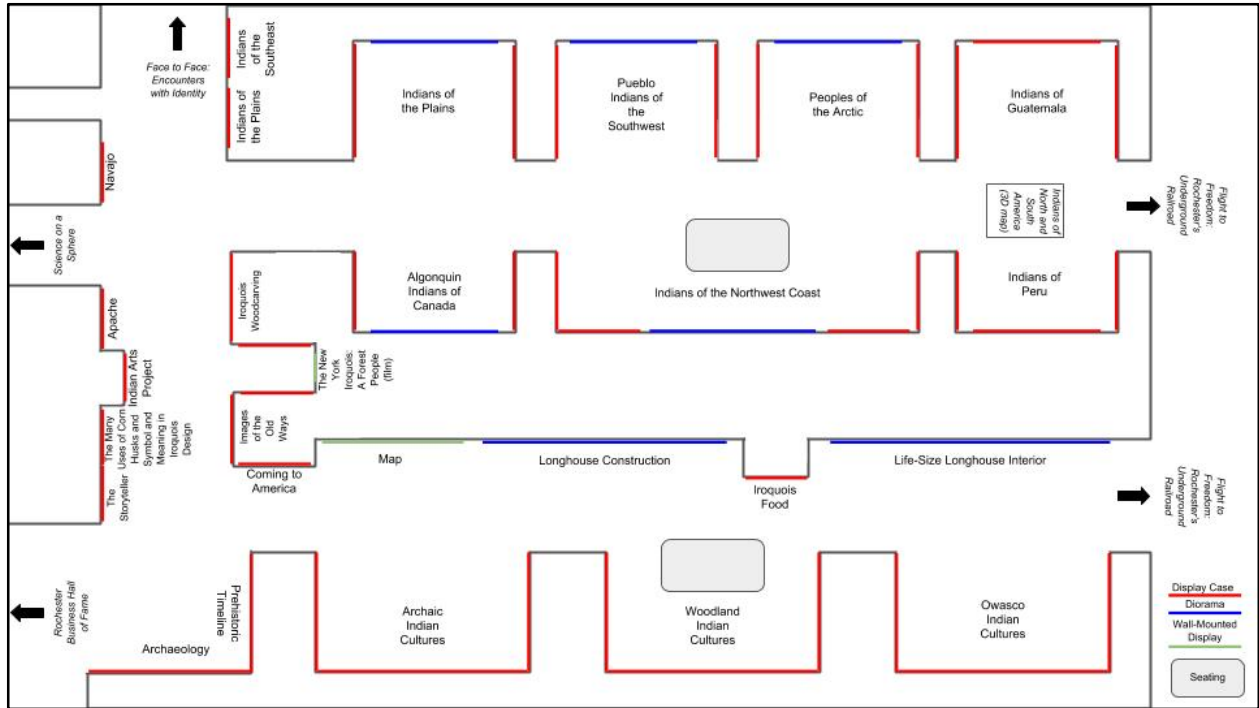 Face to Face:
Encounters
with Identity
Indians
of the
Southeast
Indians of
the Plains
Indians of
the Plains
Pueblo
Indians of
the
Southwest
Peoples of
the Arctic
Indians of
Guatemala
Navajo
Science on a
Sphere
Indians of
North and
South
America
(3D map)
Flight to
Freedom:
Rochester's
Underground
Railroad
Iroquois
Woodcarving
Algonquin
Indians of
Canada
Indians of the Northwest Coast
Indians of
Peru
Apache
Indian Arts
Project
The New
York
Iroquois:
A Forest
People
(film)
The Many
Uses of Corn
Husks and
Symbol and
Meaning in
Iroquois
Design
The
Storyteller
Images
of the
Old
Ways
Coming to
America
Map
Longhouse Construction
Iroquois
Food
Life-Size Longhouse Interior
Flight to
Freedom:
Rochester's
Underground
Railroad
Rochester
Business Hall
of Fame
Archaeology
Prehistoric
Timeline
Archaic
Indian
Cultures
Woodland
Indian
Cultures
Owasco
Indian
Cultures
Display Case
Diorama
Wall-Mounted
Display
Seating